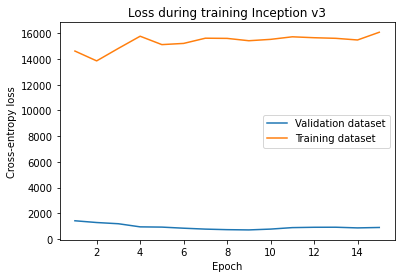 Loss during training Inception v3
16000
14000
12000
10000
8000
6000
4000
2000
0
Cross-entropy loss
Validation dataset
Training dataset
2 4 6 8 10 12 14
Epoch